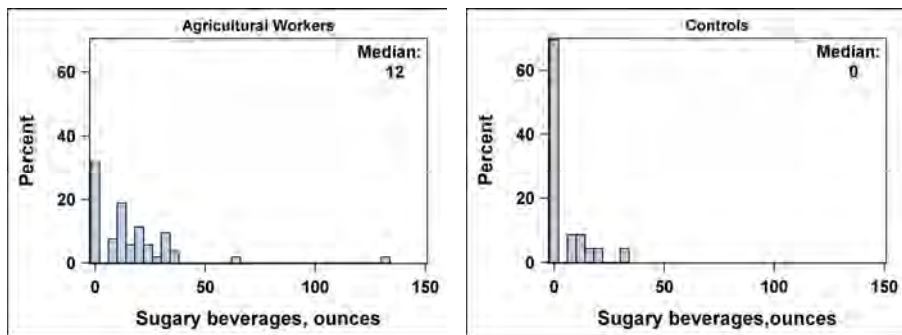 Agricultural Workers
Median:
12
60
40
20
0
Percent
0 50 100 150
Sugary beverages, ounces
Controls
Median:
0
60
40
20
0
Percent
0 50 100 150
Sugary beverages,ounces